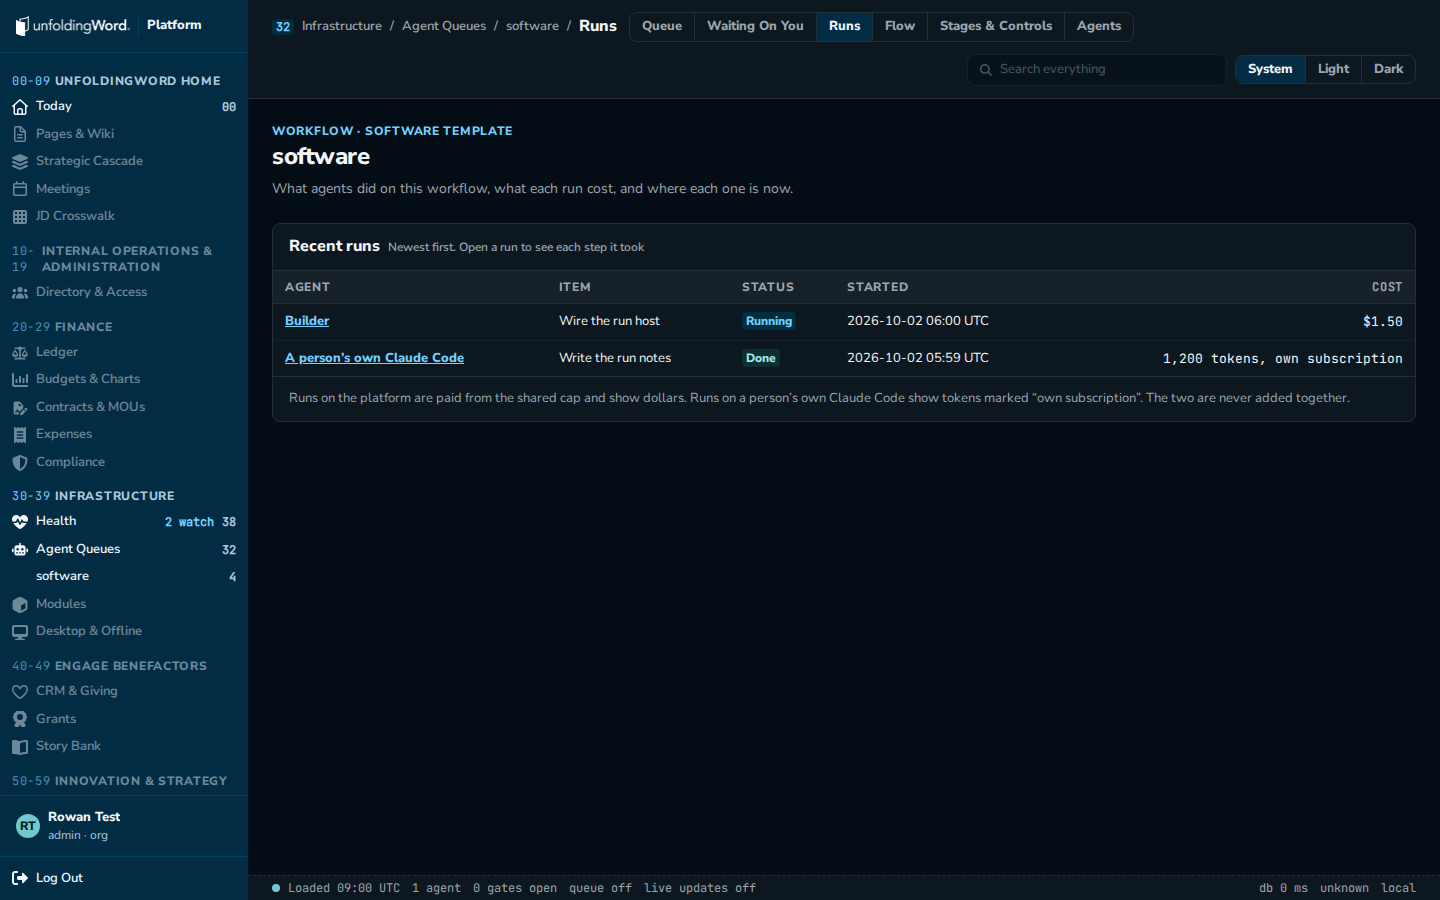 unfoldingWord Platform
00-09 UNFOLDINGWORD HOME
Today 00
Pages & Wiki
Strategic Cascade
Meetings
JD Crosswalk
10-19 INTERNAL OPERATIONS & ADMINISTRATION
Directory & Access
20-29 FINANCE
Ledger
Budgets & Charts
Contracts & MOUs
Expenses
Compliance
30-39 INFRASTRUCTURE
Health 2 watch 38
Agent Queues 32
software 4
Modules
Desktop & Offline
40-49 ENGAGE BENEFACTORS
CRM & Giving
Grants
Story Bank
50-59 INNOVATION & STRATEGY
RT Rowan Test
admin · org
Log Out
32 Infrastructure / Agent Queues / software / Runs
Queue Waiting On You Runs Flow Stages & Controls Agents
Search everything
System Light Dark
WORKFLOW · SOFTWARE TEMPLATE
software
What agents did on this workflow, what each run cost, and where each one is now.
Recent runs Newest first. Open a run to see each step it took
AGENT ITEM STATUS STARTED COST
Builder Wire the run host Running 2026-10-02 06:00 UTC $1.50
A person's own Claude Code Write the run notes Done 2026-10-02 05:59 UTC 1,200 tokens, own subscription
Runs on the platform are paid from the shared cap and show dollars. Runs on a person's own Claude Code show tokens marked “own subscription”. The two are never added together.
Loaded 09:00 UTC 1 agent 0 gates open queue off live updates off
db 0 ms unknown local